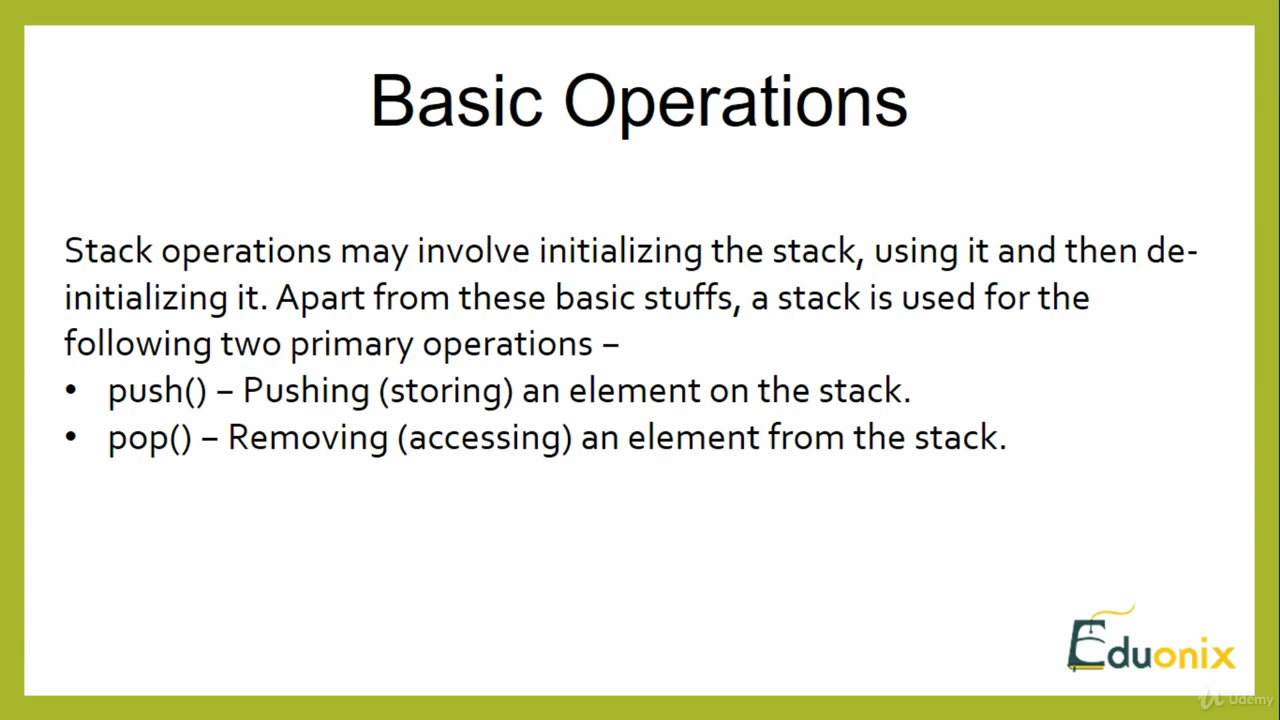 Basic Operations
Stack operations may involve initializing the stack, using it and then de-
initializing it. Apart from these basic stuffs, a stack is used for the
following two primary operations –
• push() – Pushing (storing) an element on the stack.
• pop() – Removing (accessing) an element from the stack.
Eduonix
Udemy